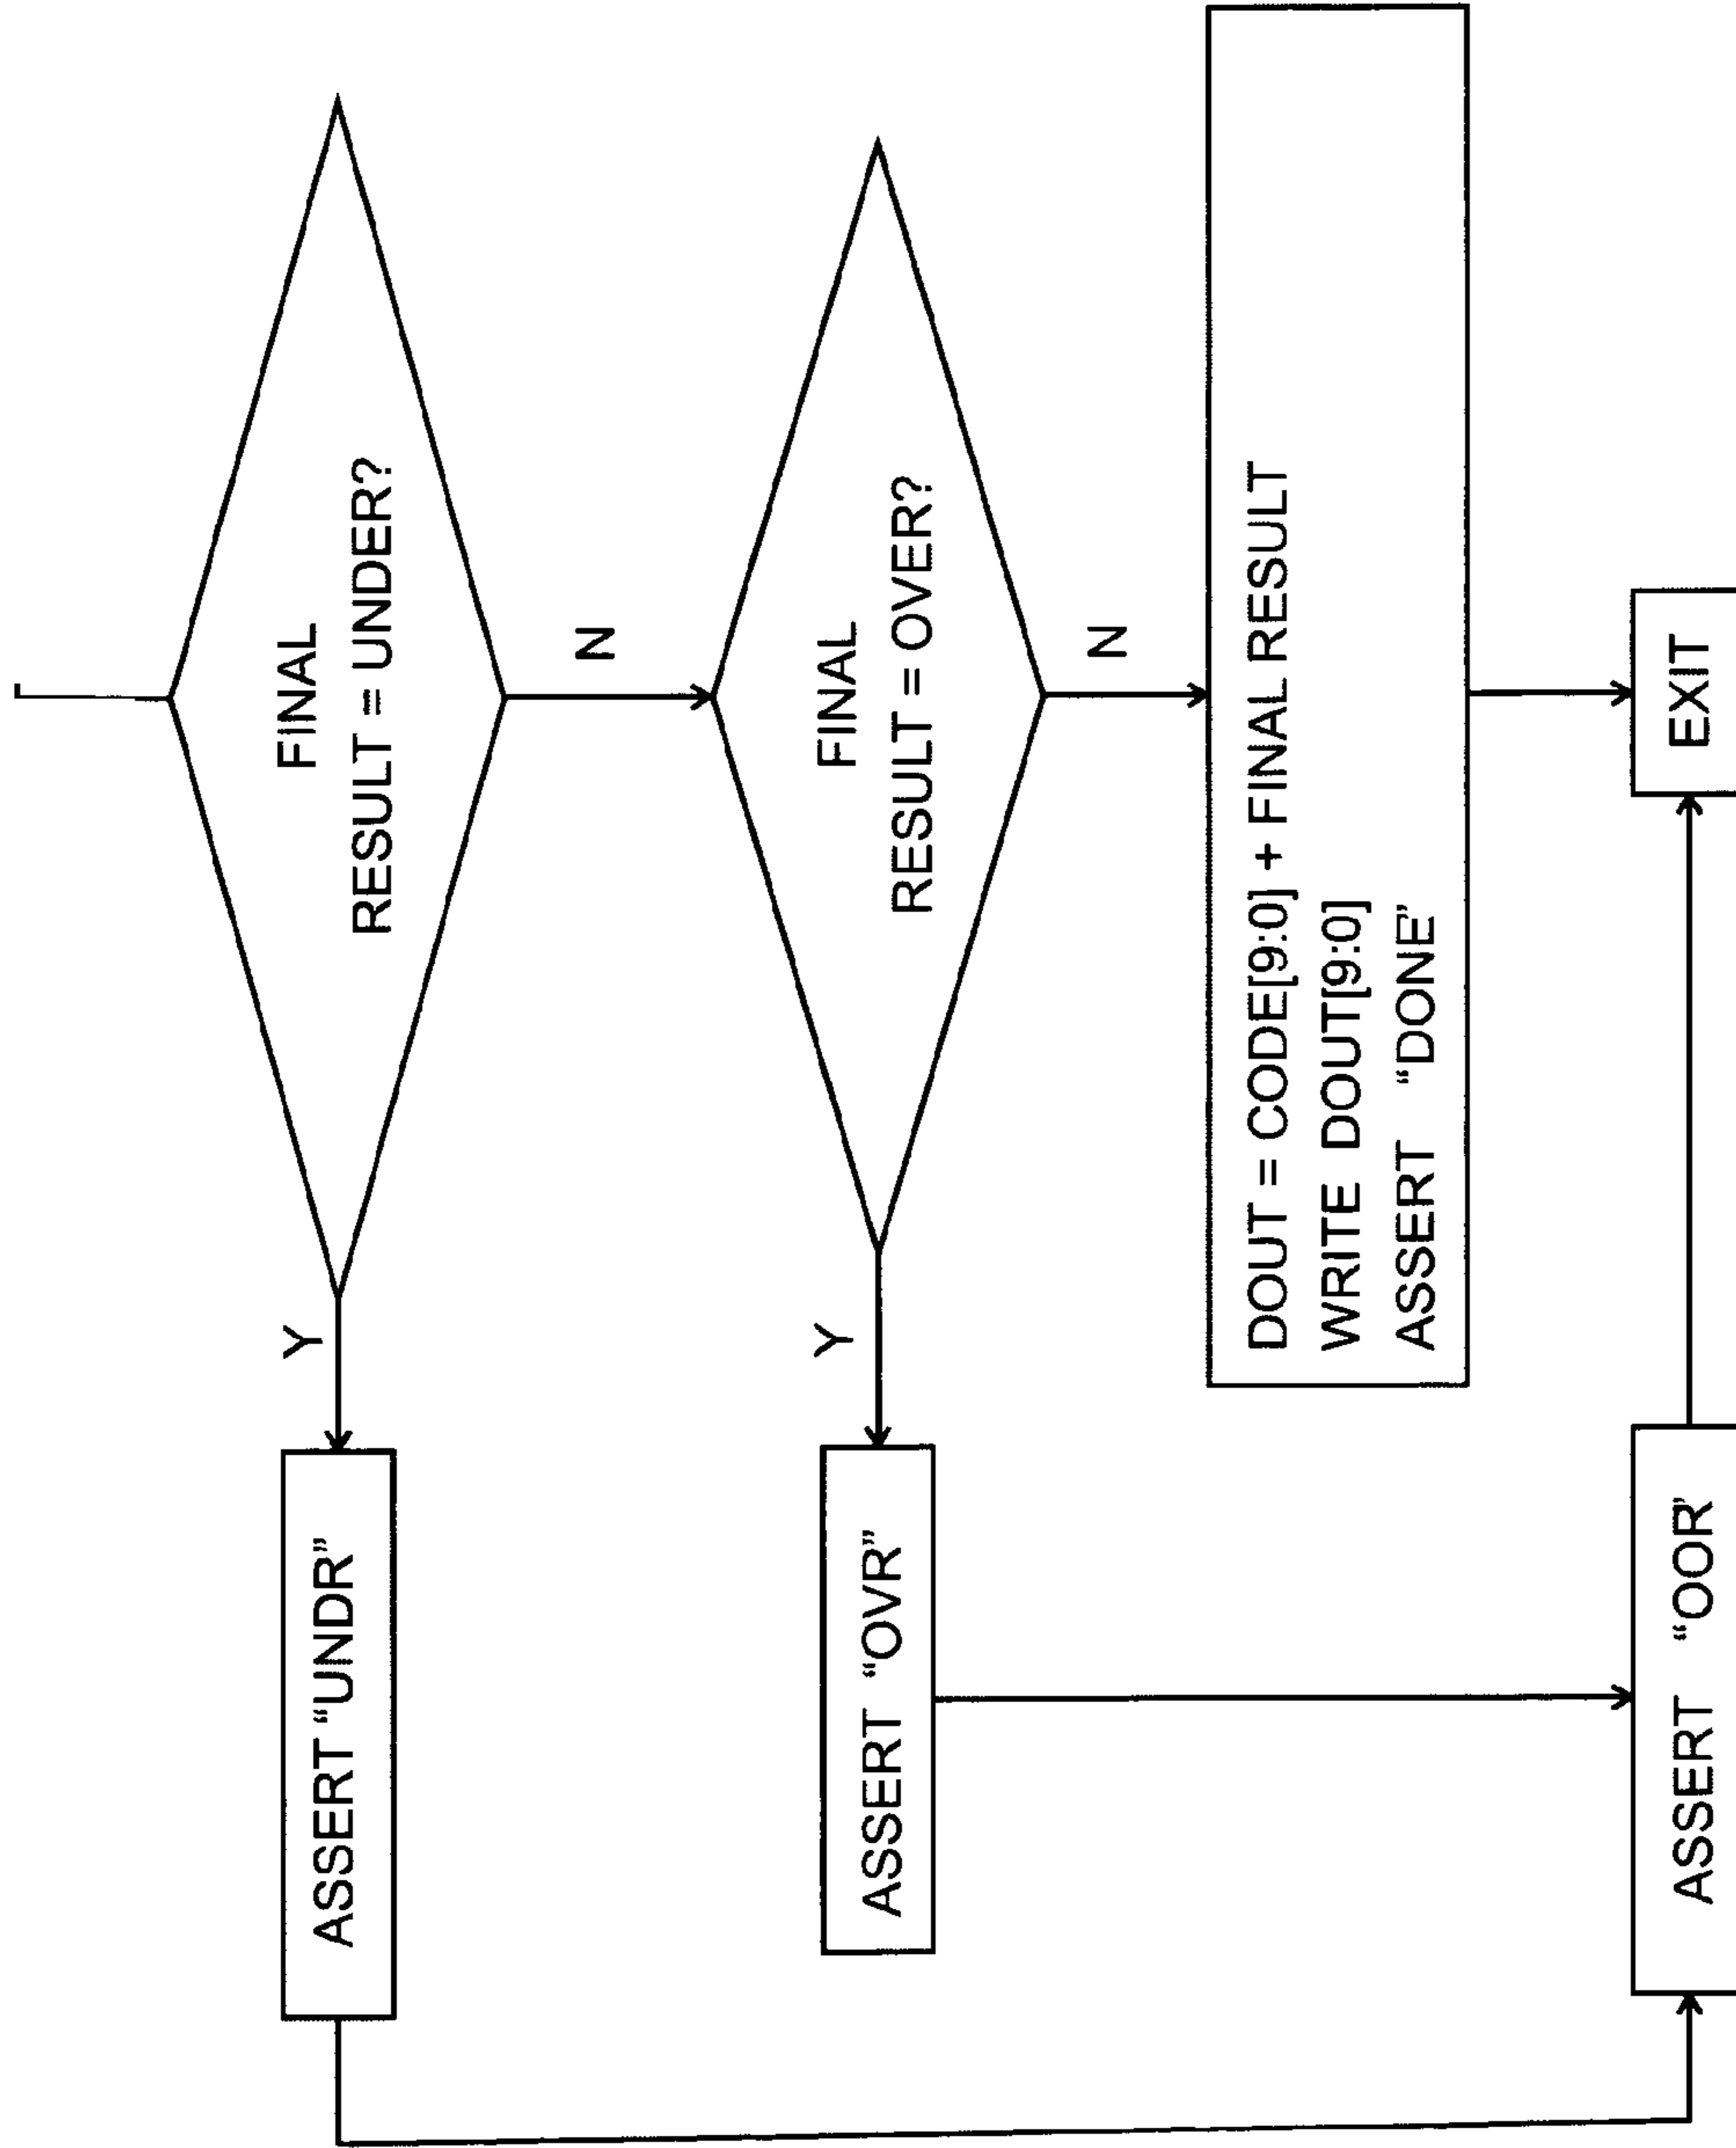 FINAL
RESULT = UNDER?
Y
ASSERT “UNDR”
N
FINAL
RESULT = OVER?
Y
ASSERT “OVR”
N
DOUT = CODE[9:0] + FINAL RESULT
WRITE DOUT[9:0]
ASSERT “DONE’
ASSERT “OOR’
EXIT